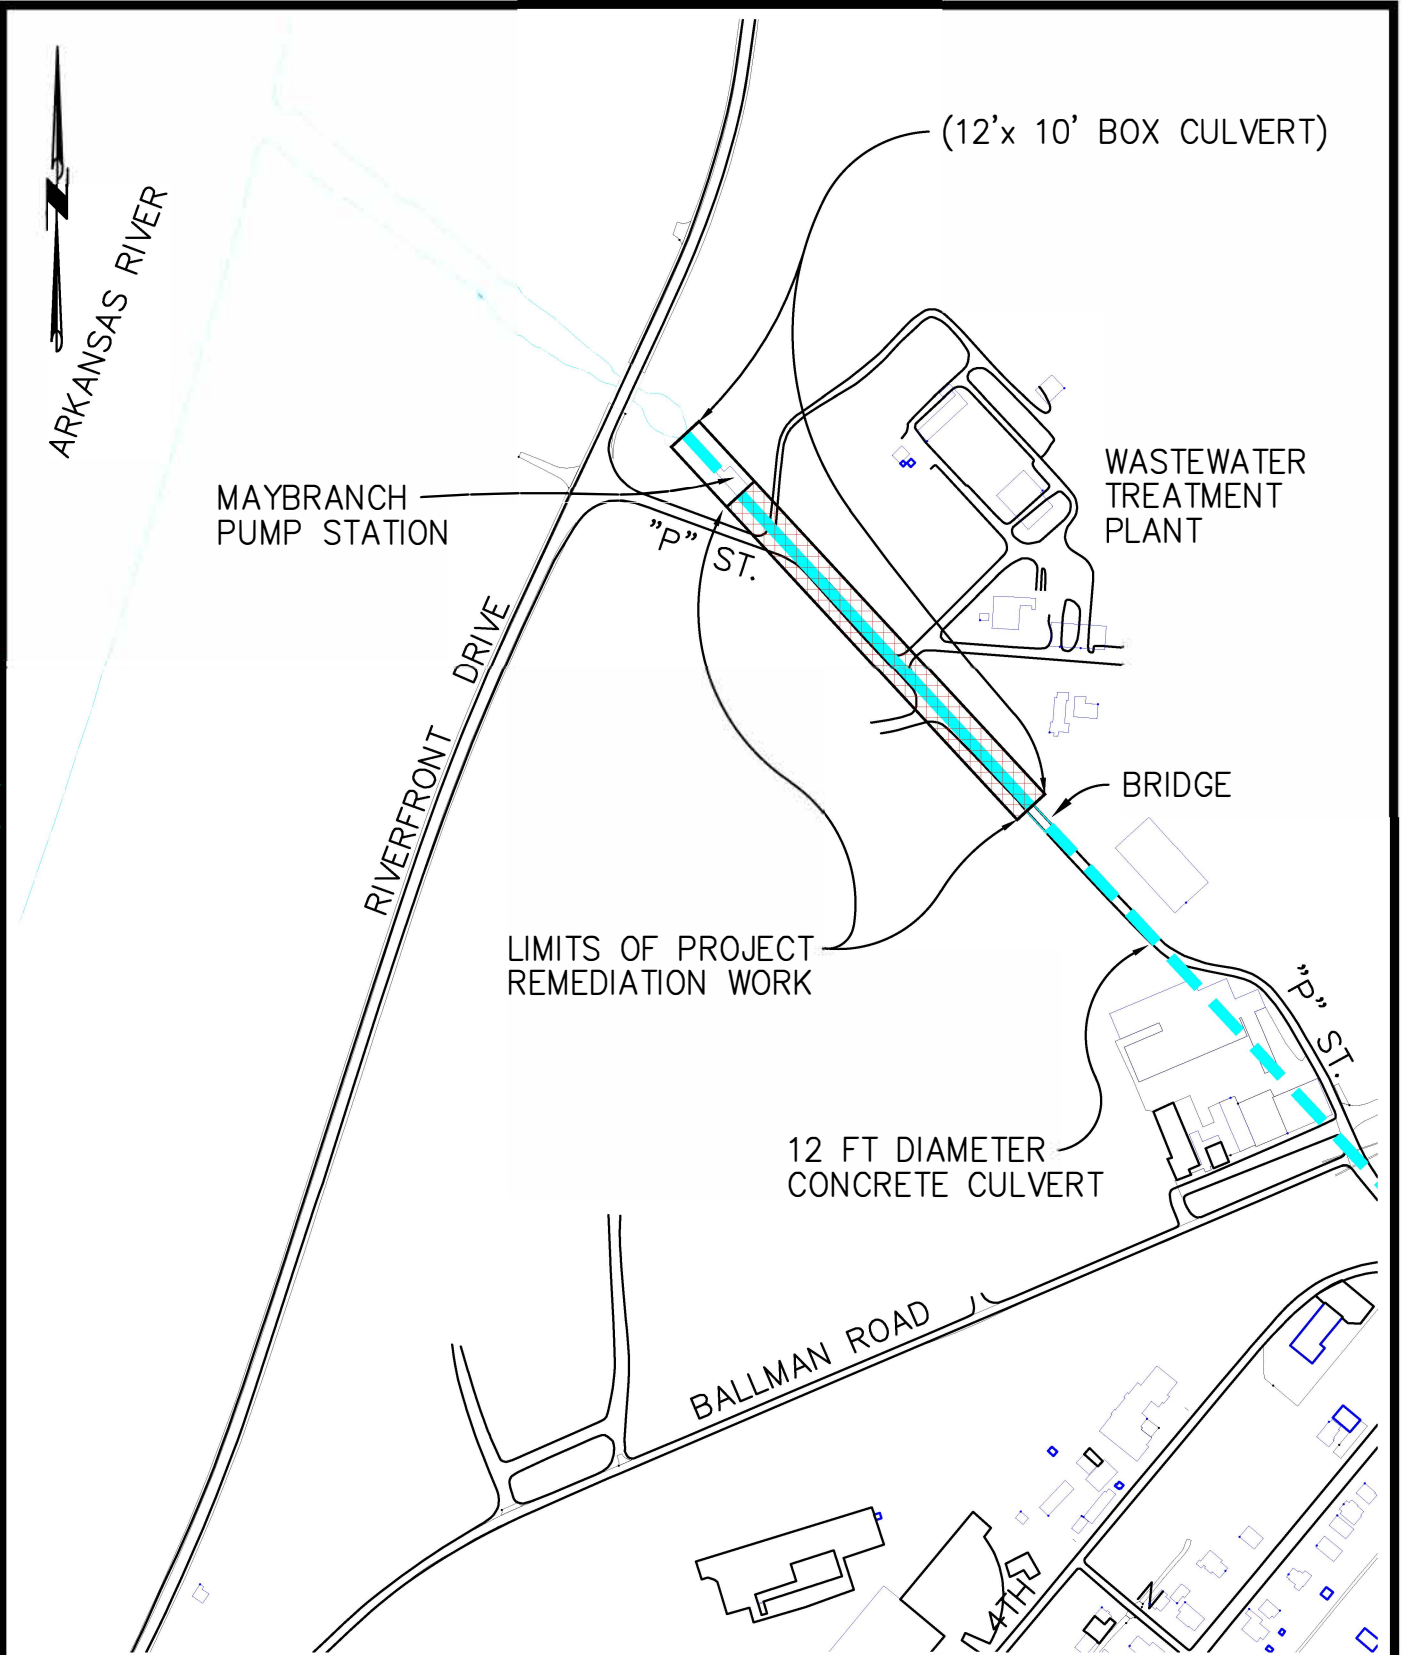 (12'x 10' BOX CULVERT)
ARKANSAS RIVER
WASTEWATER
TREATMENT
PLANT
MAYBRANCH
PUMP STATION
"P" ST.
RIVERFRONT DRIVE
BRIDGE
LIMITS OF PROJECT
REMEDIATION WORK
"P" ST.
12 FT DIAMETER
CONCRETE CULVERT
BALLMAN ROAD
4TH
N